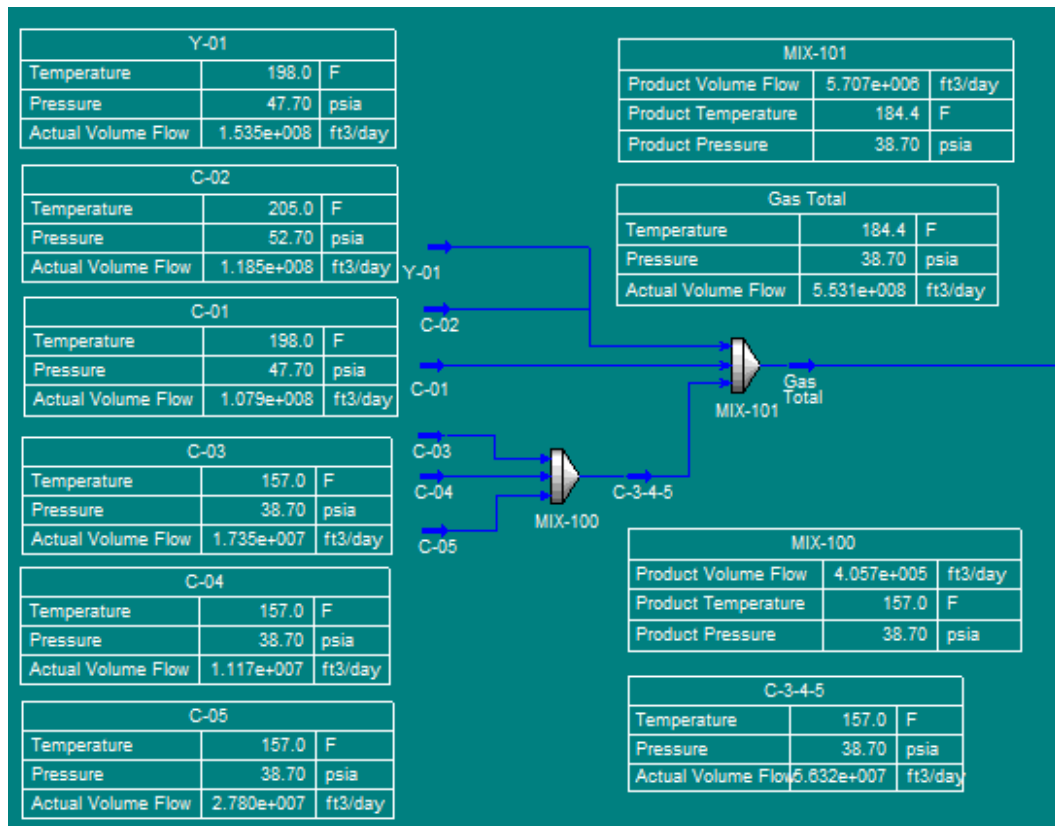 Y-01
Temperature 198.0 F
Pressure 47.70 psia
Actual Volume Flow 1.535e+008 ft3/day
C-02
Temperature 205.0 F
Pressure 52.70 psia
Actual Volume Flow 1.185e+008 ft3/day
C-01
Temperature 198.0 F
Pressure 47.70 psia
Actual Volume Flow 1.079e+008 ft3/day
C-03
Temperature 157.0 F
Pressure 38.70 psia
Actual Volume Flow 1.735e+007 ft3/day
C-04
Temperature 157.0 F
Pressure 38.70 psia
Actual Volume Flow 1.117e+007 ft3/day
C-05
Temperature 157.0 F
Pressure 38.70 psia
Actual Volume Flow 2.780e+007 ft3/day
Y-01
C-02
C-01
C-03
C-04
C-05
MIX-100
C-3-4-5
MIX-101
Gas
Total
MIX-101
Product Volume Flow 5.707e+006 ft3/day
Product Temperature 184.4 F
Product Pressure 38.70 psia
Gas Total
Temperature 184.4 F
Pressure 38.70 psia
Actual Volume Flow 5.531e+008 ft3/day
MIX-100
Product Volume Flow 4.057e+005 ft3/day
Product Temperature 157.0 F
Product Pressure 38.70 psia
C-3-4-5
Temperature 157.0 F
Pressure 38.70 psia
Actual Volume Flow 5.632e+007 ft3/day